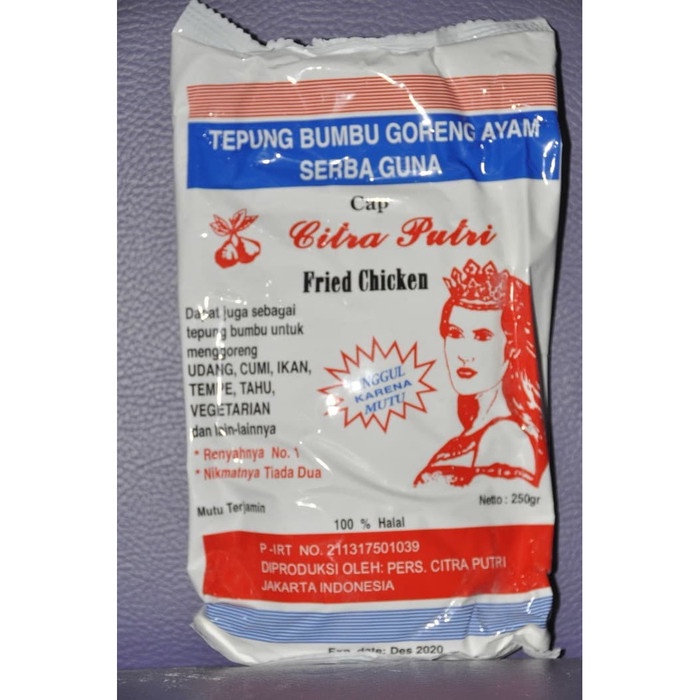 TEPUNG BUMBU GORENG AYAM
SERBA GUNA
Cap
Citra Putri
Fried Chicken
Dapat juga sebagai
tepung bumbu untuk
menggoreng
UDANG, CUMI, IKAN,
TEMPE, TAHU,
VEGETARIAN
dan lain-lainnya
* Renyahnya No. 1
* Nikmatnya Tiada Dua
UNGGUL
KARENA
MUTU
Mutu Terjamin
Netto : 250gr
100 % Halal
P-IRT NO. 211317501039
DIPRODUKSI OLEH: PERS. CITRA PUTRI
JAKARTA INDONESIA
Exp. date: Des 2020